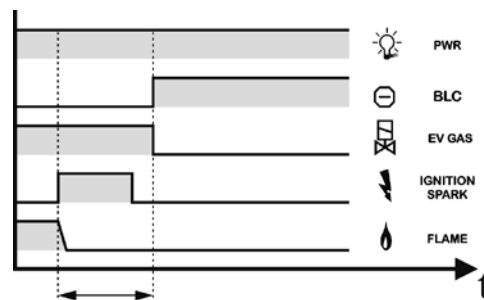 PWR
BLC
EV GAS
IGNITION
SPARK
FLAME
t